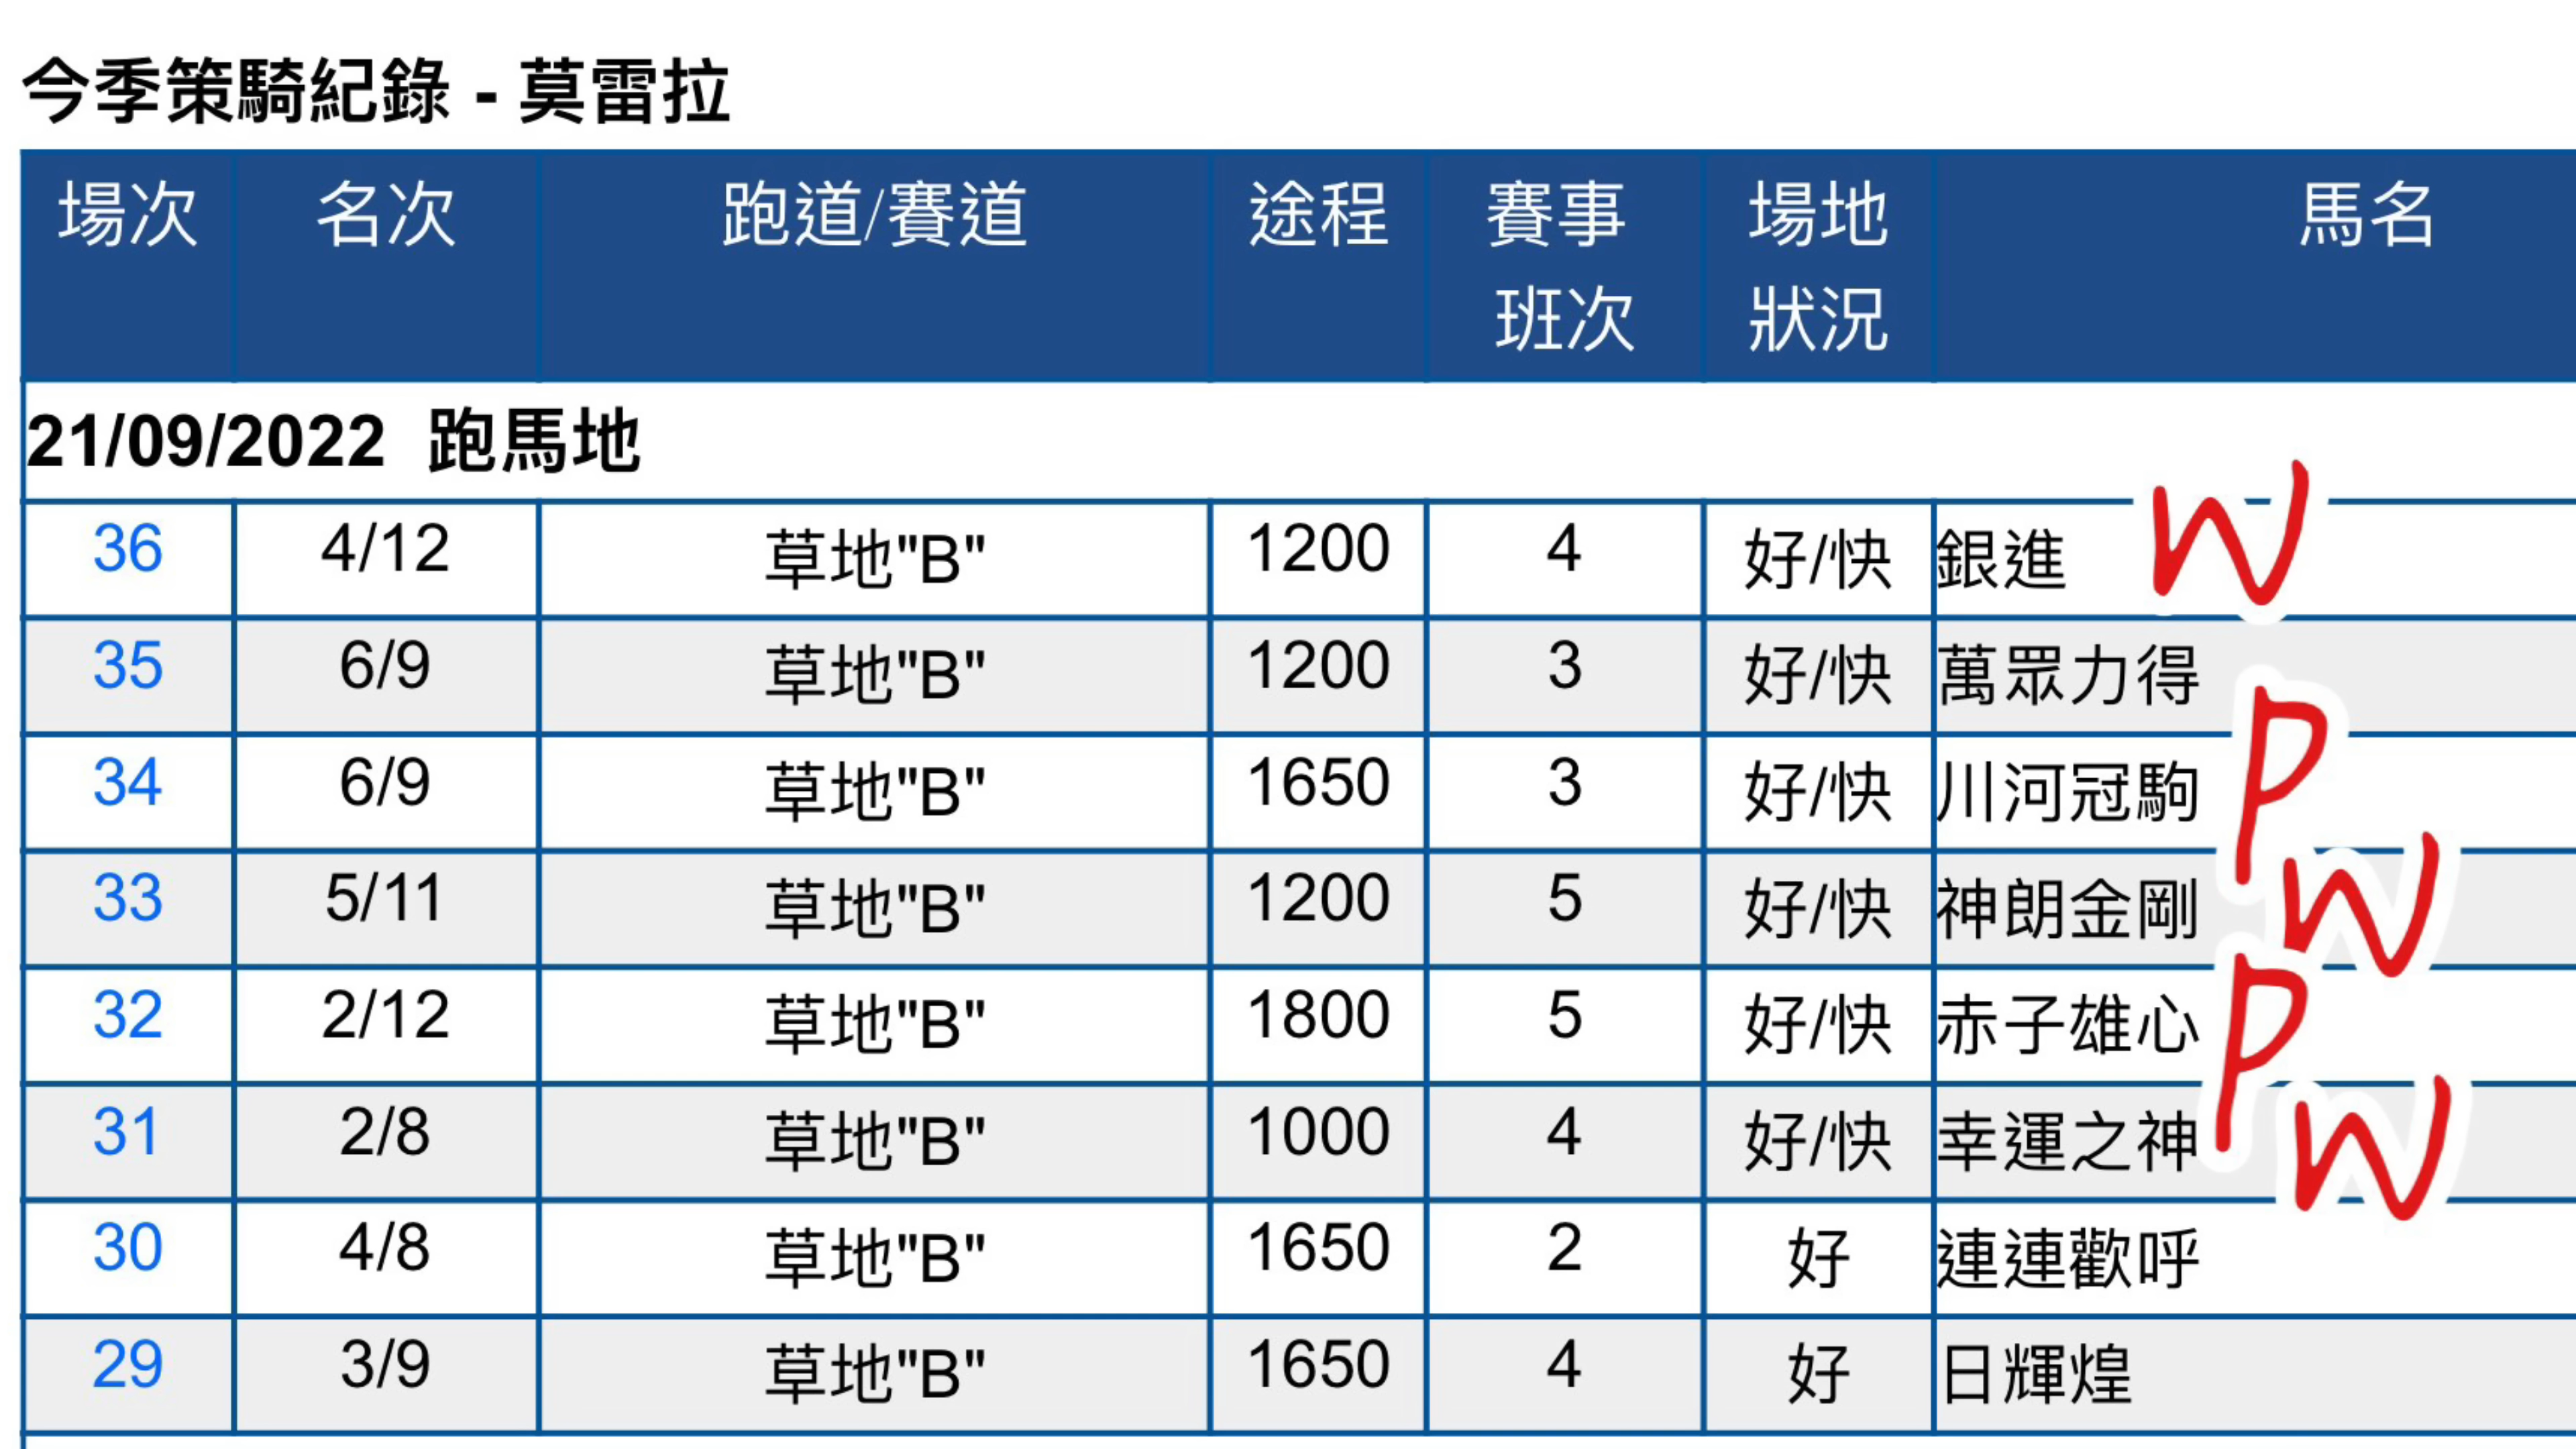 今季策騎紀錄 - 莫雷拉
場次 名次 跑道/賽道 途程 賽事班次 場地狀況 馬名
21/09/2022 跑馬地
36 4/12 草地"B" 1200 4 好/快 銀進 W
35 6/9 草地"B" 1200 3 好/快 萬眾力得
34 6/9 草地"B" 1650 3 好/快 川河冠駒 P
33 5/11 草地"B" 1200 5 好/快 神朗金剛 W
32 2/12 草地"B" 1800 5 好/快 赤子雄心 P
31 2/8 草地"B" 1000 4 好/快 幸運之神 W
30 4/8 草地"B" 1650 2 好 連連歡呼
29 3/9 草地"B" 1650 4 好 日輝煌